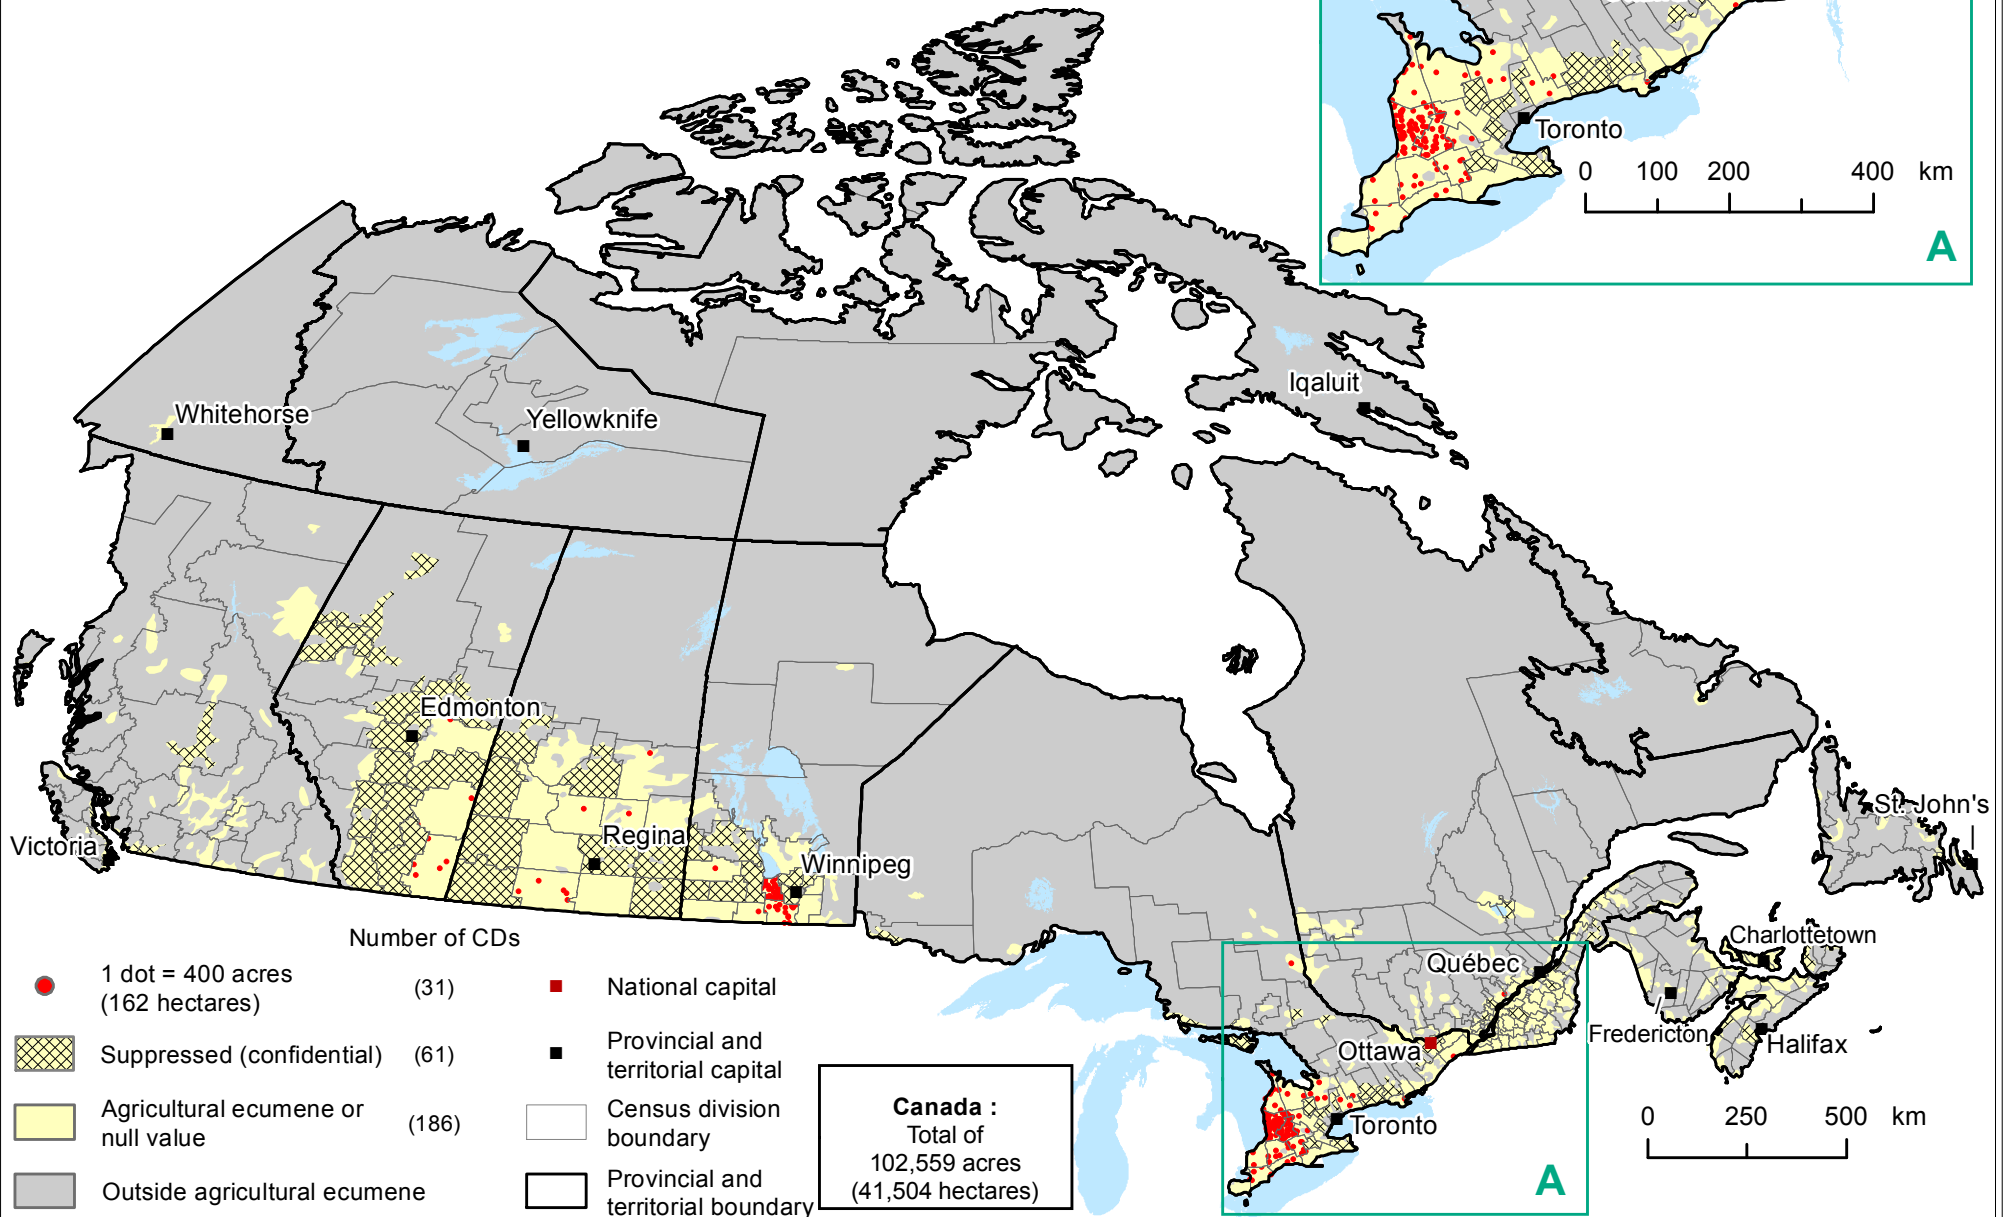 Toronto
0 100 200 400 km
A
Iqaluit
Whitehorse
Yellowknife
Edmonton
St. John's
Regina
Victoria
Winnipeg
Charlottetown
Québec
Fredericton
Halifax
Ottawa
Toronto
0 250 500 km
A
Number of CDs
1 dot = 400 acres
(162 hectares)
(31)
Suppressed (confidential) (61)
Agricultural ecumene or
null value
(186)
Outside agricultural ecumene
National capital
Provincial and
territorial capital
Census division
boundary
Provincial and
territorial boundary
Canada :
Total of
102,559 acres
(41,504 hectares)